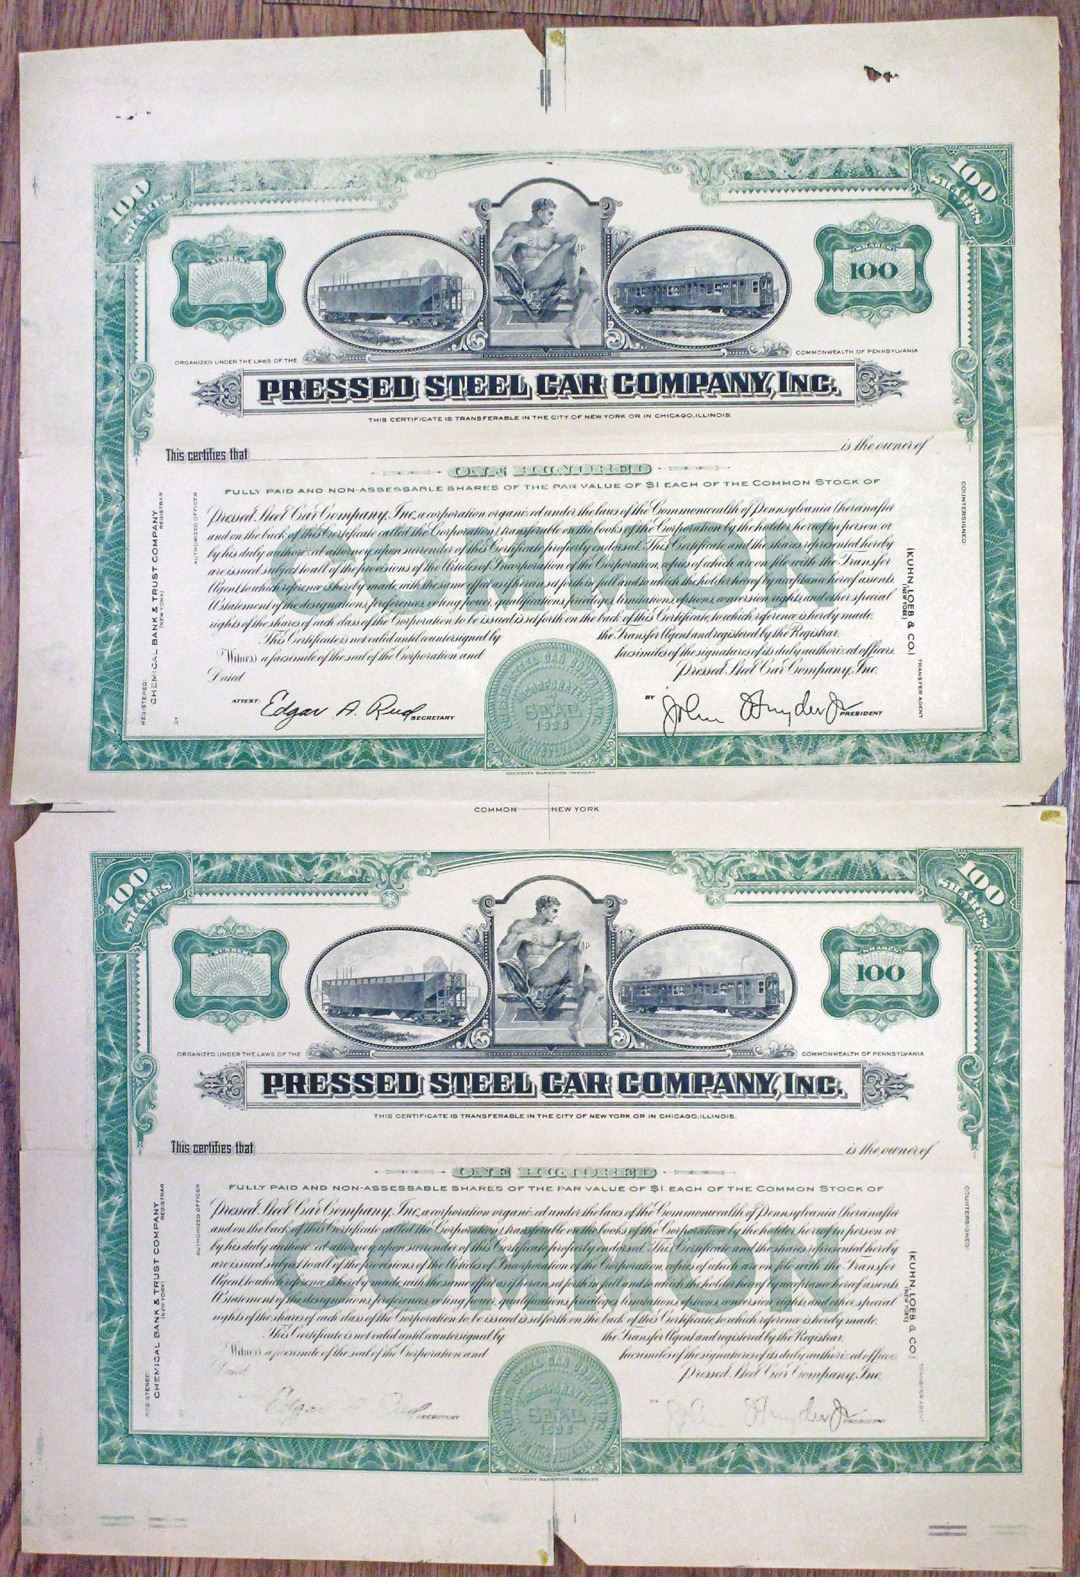 100 SHARES
100 SHARES
SHARES
100
ORGANIZED UNDER THE LAWS OF THE
COMMONWEALTH OF PENNSYLVANIA
PRESSED STEEL CAR COMPANY, INC.
THIS CERTIFICATE IS TRANSFERABLE IN THE CITY OF NEW YORK OR IN CHICAGO, ILLINOIS.
This certifies that
is the owner of
ONE HUNDRED
FULLY PAID AND NON-ASSESSABLE SHARES OF THE PAR VALUE OF $1 EACH OF THE COMMON STOCK OF
Pressed Steel Car Company, Inc., a corporation organized under the laws of the Commonwealth of Pennsylvania (hereinafter
and on the back of this Certificate called the Corporation), transferable on the books of the Corporation by the holder hereof in person or
by his duly authorized attorney upon surrender of this Certificate properly endorsed. This Certificate and the shares represented hereby
are issued subject to all of the provisions of the Articles of Incorporation of the Corporation, copies of which are on file with the Transfer
Agent to which reference is hereby made, with the same effect as if herein set forth in full and to which the holder hereof by acceptance hereof assents.
A statement of the designations, preferences, voting power, qualifications, privileges, limitations, options, conversion rights, and other special
rights of the shares of each class of the Corporation to be issued is set forth on the back of this Certificate, to which reference is hereby made.
This Certificate is not valid until countersigned by the Transfer Agent and registered by the Registrar.
Witness a facsimile of the seal of the Corporation and facsimiles of the signatures of its duly authorized officers.
Dated
Pressed Steel Car Company, Inc.
COMMON
ATTEST: Edgar A. Rud SECRETARY
BY John I Snyder Jr PRESIDENT
PRESSED STEEL CAR COMPANY, INC.
INCORPORATED
SEAL
1936
PENNSYLVANIA
REGISTERED:
CHEMICAL BANK & TRUST COMPANY
(NEW YORK) REGISTRAR
BY
AUTHORIZED OFFICER
COUNTERSIGNED:
(KUHN, LOEB & CO.)
(NEW YORK)
TRANSFER AGENT
SECURITY BANKNOTE COMPANY
COMMON NEW YORK
100 SHARES
100 SHARES
SHARES
100
ORGANIZED UNDER THE LAWS OF THE
COMMONWEALTH OF PENNSYLVANIA
PRESSED STEEL CAR COMPANY, INC.
THIS CERTIFICATE IS TRANSFERABLE IN THE CITY OF NEW YORK OR IN CHICAGO, ILLINOIS.
This certifies that
is the owner of
ONE HUNDRED
FULLY PAID AND NON-ASSESSABLE SHARES OF THE PAR VALUE OF $1 EACH OF THE COMMON STOCK OF
Pressed Steel Car Company, Inc., a corporation organized under the laws of the Commonwealth of Pennsylvania (hereinafter
and on the back of this Certificate called the Corporation), transferable on the books of the Corporation by the holder hereof in person or
by his duly authorized attorney upon surrender of this Certificate properly endorsed. This Certificate and the shares represented hereby
are issued subject to all of the provisions of the Articles of Incorporation of the Corporation, copies of which are on file with the Transfer
Agent to which reference is hereby made, with the same effect as if herein set forth in full and to which the holder hereof by acceptance hereof assents.
A statement of the designations, preferences, voting power, qualifications, privileges, limitations, options, conversion rights, and other special
rights of the shares of each class of the Corporation to be issued is set forth on the back of this Certificate, to which reference is hereby made.
This Certificate is not valid until countersigned by the Transfer Agent and registered by the Registrar.
Witness a facsimile of the seal of the Corporation and facsimiles of the signatures of its duly authorized officers.
Dated
Pressed Steel Car Company, Inc.
COMMON
Edgar A. Rud SECRETARY
John I Snyder Jr PRESIDENT
PRESSED STEEL CAR COMPANY, INC.
INCORPORATED
SEAL
1936
PENNSYLVANIA
REGISTERED:
CHEMICAL BANK & TRUST COMPANY
(NEW YORK) REGISTRAR
AUTHORIZED OFFICER
COUNTERSIGNED:
(KUHN, LOEB & CO.)
(NEW YORK)
TRANSFER AGENT
SECURITY BANKNOTE COMPANY